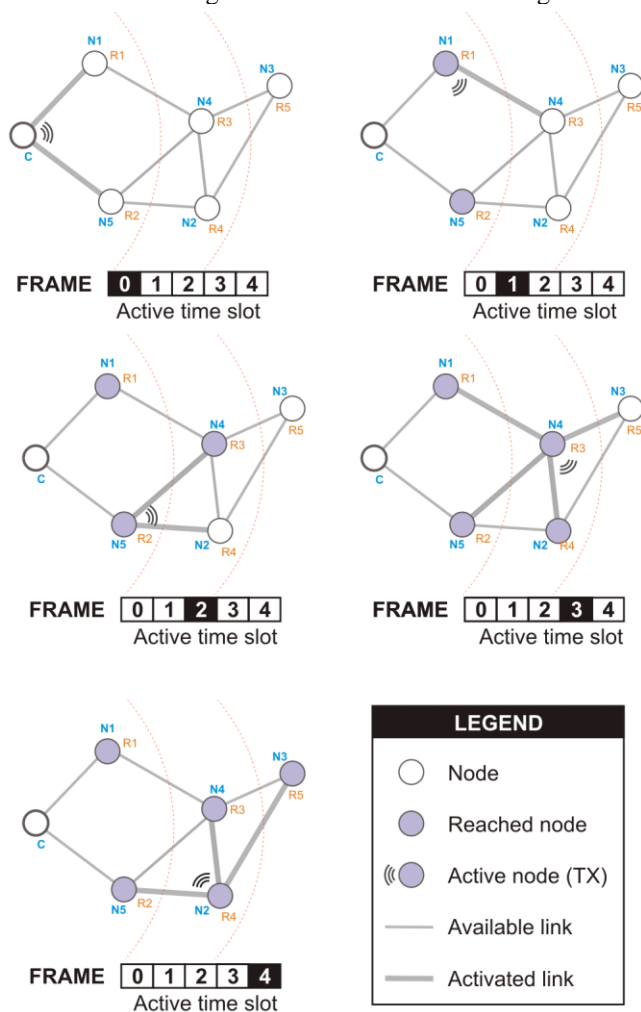 N1
R1
N3
N4
R3
R5
C
R2
N5
N2
R4
FRAME 0 1 2 3 4
Active time slot
N1
R1
N3
N4
R3
R5
C
R2
N5
N2
R4
FRAME 0 1 2 3 4
Active time slot
N1
R1
N3
N4
R5
R3
C
R2
N5
N2
R4
FRAME 0 1 2 3 4
Active time slot
N1
R1
N3
N4
R5
R3
C
R2
N5
N2
R4
FRAME 0 1 2 3 4
Active time slot
N1
R1
N3
N4
R5
R3
C
R2
N5
N2
R4
FRAME 0 1 2 3 4
Active time slot
LEGEND
Node
Reached node
Active node (TX)
Available link
Activated link